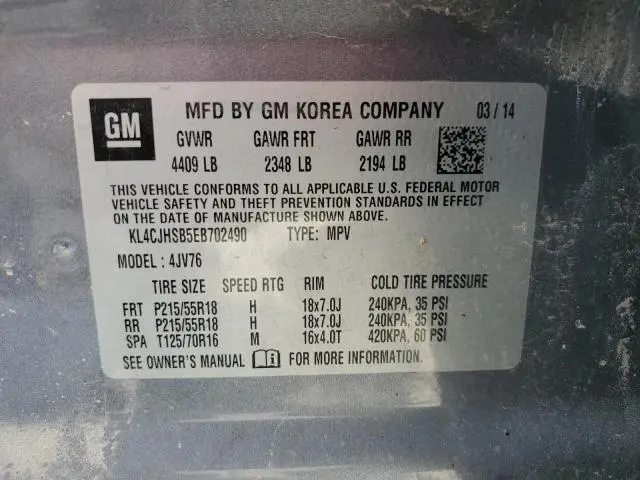 GM MFD BY GM KOREA COMPANY 03/14
GVWR GAWR FRT GAWR RR
4409 LB 2348 LB 2194 LB
THIS VEHICLE CONFORMS TO ALL APPLICABLE U.S. FEDERAL MOTOR
VEHICLE SAFETY AND THEFT PREVENTION STANDARDS IN EFFECT
ON THE DATE OF MANUFACTURE SHOWN ABOVE.
KL4CJHSB5EB702490 TYPE: MPV
MODEL : 4JV76
TIRE SIZE SPEED RTG RIM COLD TIRE PRESSURE
FRT P215/55R18 H 18x7.0J 240KPA, 35 PSI
RR P215/55R18 H 18x7.0J 240KPA, 35 PSI
SPA T125/70R16 M 16x4.0T 420KPA, 60 PSI
SEE OWNER'S MANUAL FOR MORE INFORMATION.